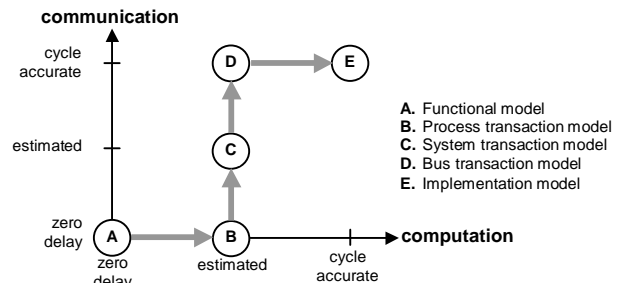 communication
cycle
accurate
D
E
A. Functional model
B. Process transaction model
C. System transaction model
D. Bus transaction model
E. Implementation model
estimated
C
zero
delay
A
B
computation
zero
delay
estimated
cycle
accurate